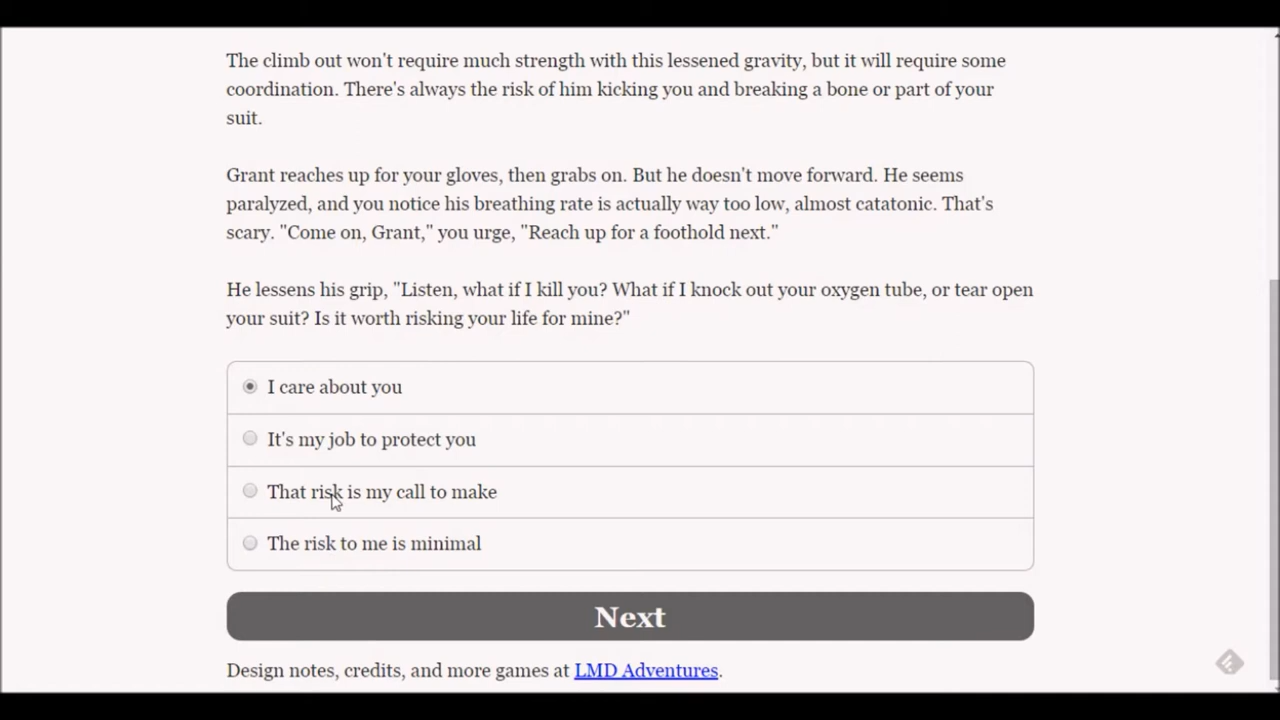 The climb out won't require much strength with this lessened gravity, but it will require some
coordination. There's always the risk of him kicking you and breaking a bone or part of your
suit.
Grant reaches up for your gloves, then grabs on. But he doesn't move forward. He seems
paralyzed, and you notice his breathing rate is actually way too low, almost catatonic. That's
scary. "Come on, Grant," you urge, "Reach up for a foothold next."
He lessens his grip, "Listen, what if I kill you? What if I knock out your oxygen tube, or tear open
your suit? Is it worth risking your life for mine?"
I care about you
It's my job to protect you
That risk is my call to make
The risk to me is minimal
Next
Design notes, credits, and more games at LMD Adventures.